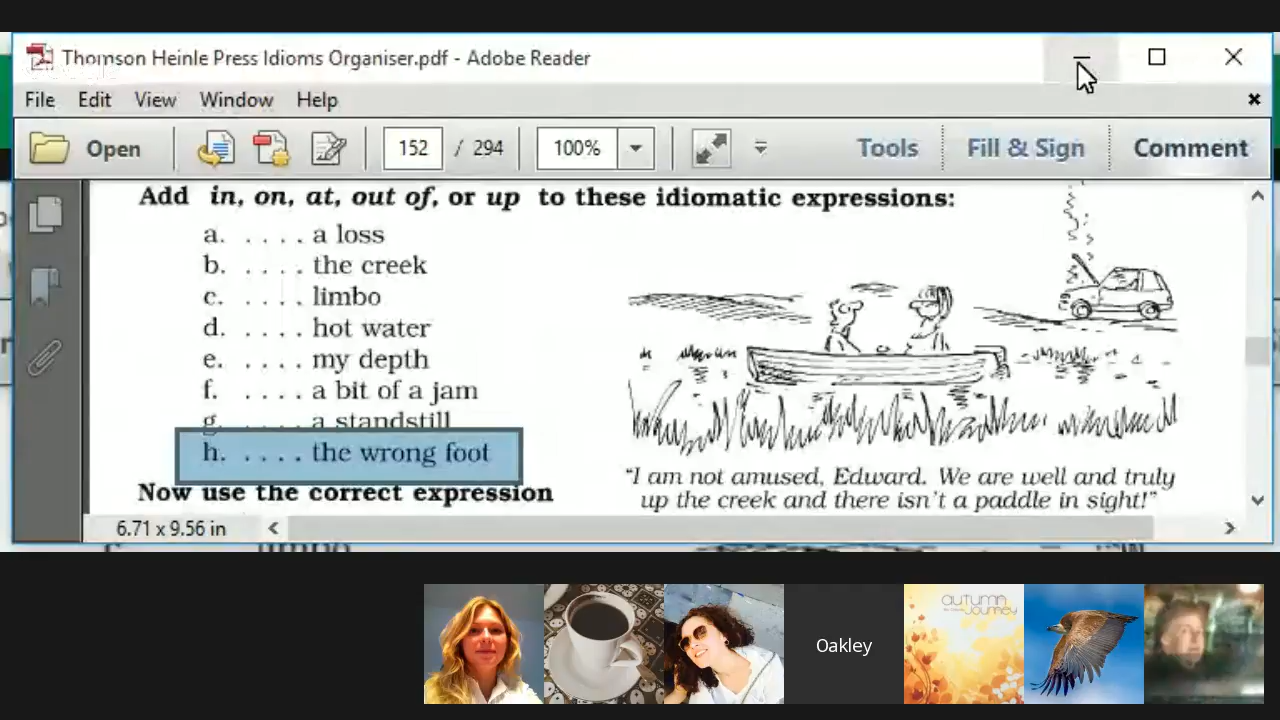 Thomson Heinle Press Idioms Organiser.pdf - Adobe Reader
File Edit View Window Help
Open 152 / 294 100% Tools Fill & Sign Comment
Add in, on, at, out of, or up to these idiomatic expressions:
a. . . . . a loss
b. . . . . the creek
c. . . . . limbo
d. . . . . hot water
e. . . . . my depth
f. . . . . a bit of a jam
g. . . . . a standstill
h. . . . . the wrong foot
Now use the correct expression
"I am not amused, Edward. We are well and truly
up the creek and there isn't a paddle in sight!"
6.71 x 9.56 in
limbo
Oakley
autumn
Journey